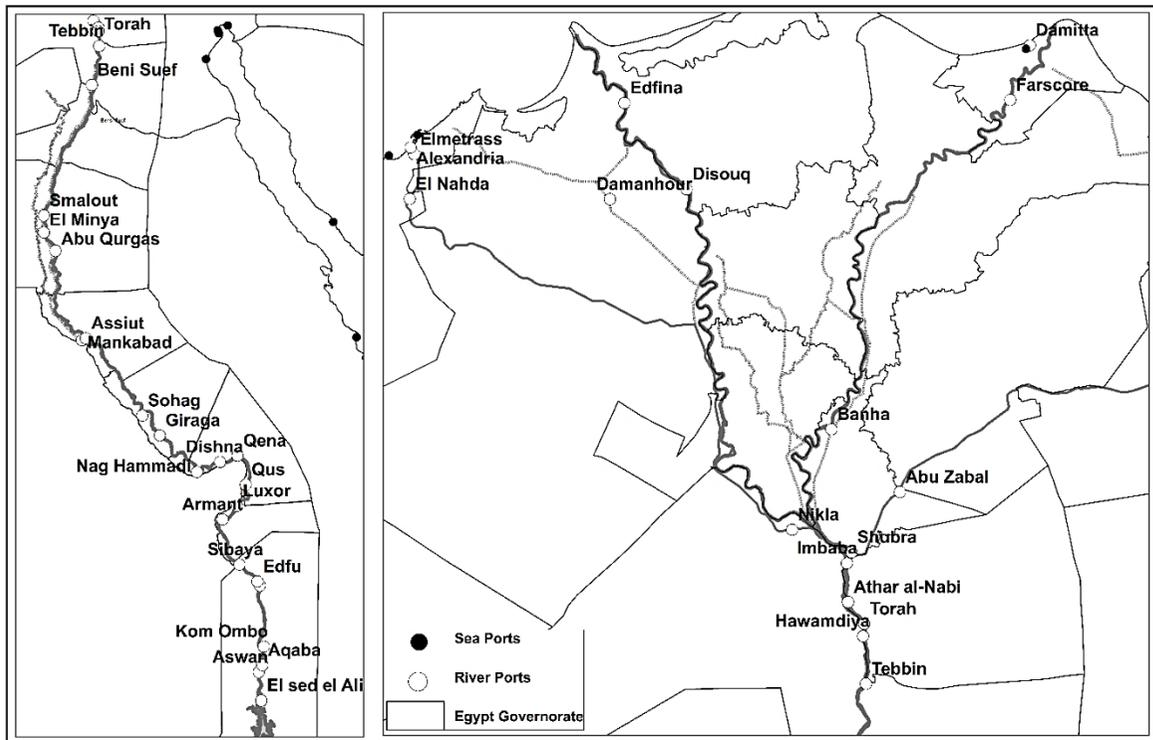 Torah
Tebbin
Beni Suef
Smalout
El Minya
Abu Qurgas
Assiut
Mankabad
Sohag
Giraga
Dishna
Qena
Nag Hammadi
Qus
Luxor
Armant
Sibaya
Edfu
Kom Ombo
Aqaba
Aswan
El sed el Ali
Damitta
Farscore
Edfina
Elmetrass
Alexandria
El Nahda
Damanhour
Disouq
Banha
Abu Zabal
Nikla
Shubra
Imbaba
Athar al-Nabi
Torah
Hawamdiya
Tebbin
Sea Ports
River Ports
Egypt Governorate